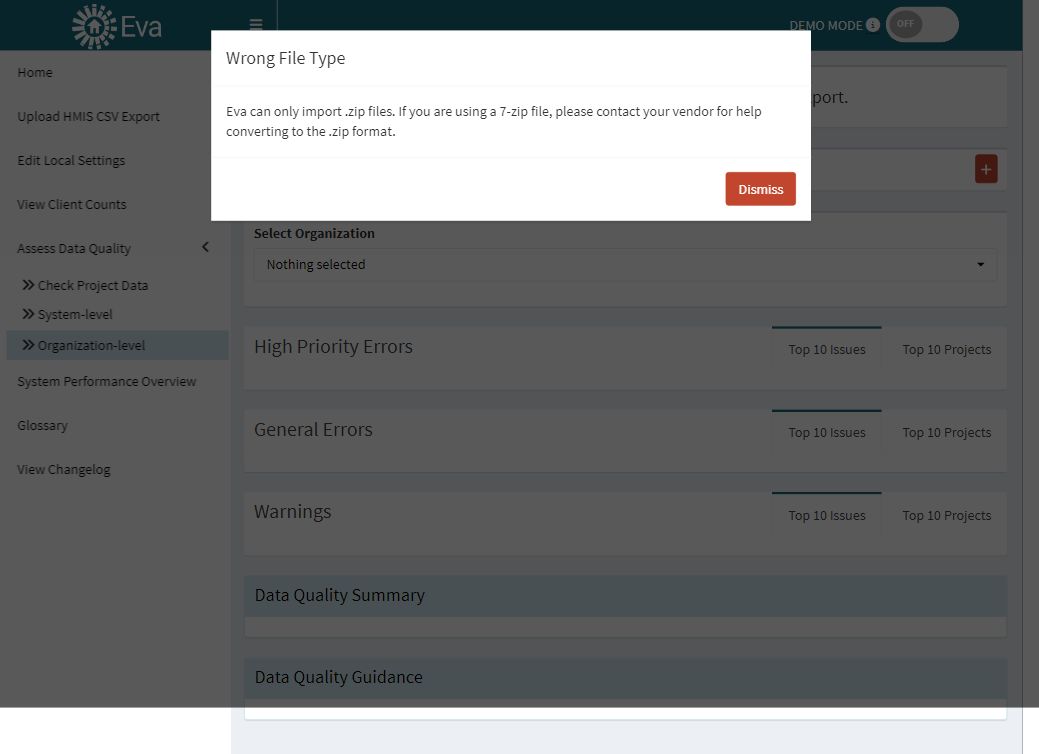 Eva
DEMO MODE
OFF
Wrong File Type
Eva can only import .zip files. If you are using a 7-zip file, please contact your vendor for help
converting to the .zip format.
Dismiss
port.
Home
Upload HMIS CSV Export
Edit Local Settings
View Client Counts
Assess Data Quality
Check Project Data
System-level
Organization-level
System Performance Overview
Glossary
View Changelog
Select Organization
Nothing selected
High Priority Errors
Top 10 Issues
Top 10 Projects
General Errors
Top 10 Issues
Top 10 Projects
Warnings
Top 10 Issues
Top 10 Projects
Data Quality Summary
Data Quality Guidance